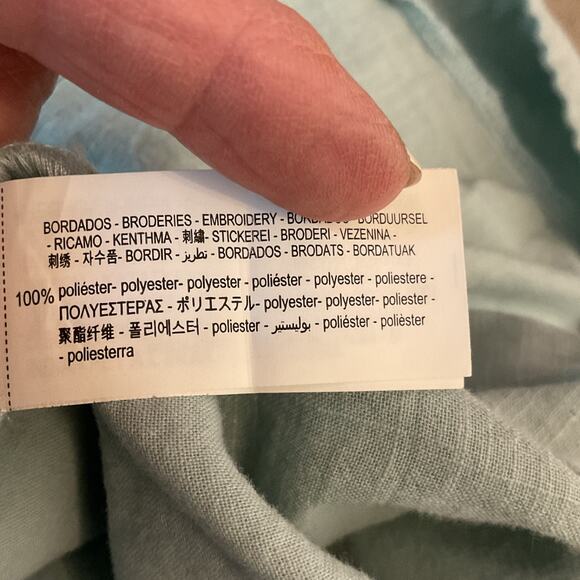 BORDADOS - BRODERIES - EMBROIDERY - BORDADOS - BORDUURSEL
- RICAMO - ΚΕΝΤΗΜΑ - 刺繍- STICKEREI - BRODERI - VEZENINA -
刺绣 - 자수품- BORDIR - تطريز - BORDADOS - BRODATS - BORDATUAK
100% poliéster- polyester- polyester - poliéster - polyester - poliestere -
ΠΟΛΥΕΣΤΕΡΆΣ - ポリエステル- polyester- polyester- poliester -
聚酯纤维 - 폴리에스터 - poliester - بوليستير - poliéster - polièster
- poliesterra